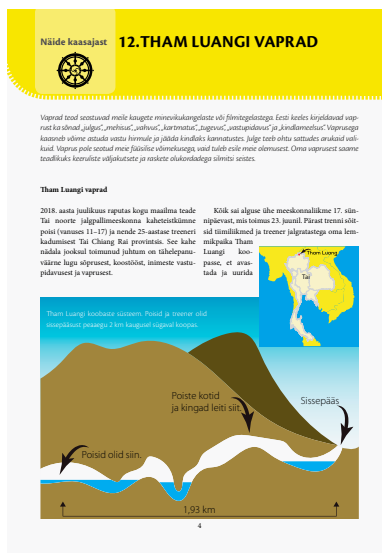 Näide kaasajast
12.THAM LUANGI VAPRAD
Vaprad teod seostuvad meile kaugete minevikukangelaste või filmitegelastega. Eesti keeles kirjeldavad vap-
rust ka sõnad „julgus“, „mehisus“, „vahvus“, „kartmatus“, „tugevus“, „vastupidavus“ ja „kindlameelsus“. Vaprusega
kaasneb võime astuda vastu hirmule ja jääda kindlaks kannatustes. Julge teeb ohtu sattudes arukaid vali-
kuid. Vaprus pole seotud meie füüsilise võimekusega, vaid tuleb esile meie olemusest. Oma vaprusest saame
teadlikuks keeruliste väljakutsete ja raskete olukordadega silmitsi seistes.
Tham Luangi vaprad
2018. aasta juulikuus raputas kogu maailma teade
Tai noorte jalgpallimeeskonna kaheteistkümne
poisi (vanuses 11–17) ja nende 25-aastase treeneri
kadumisest Tai Chiang Rai provintsis. See kahe
nädala jooksul toimunud juhtum on tähelepanu-
väärne lugu sõprusest, koostööst, inimeste vastu-
pidavusest ja vaprusest.
Kõik sai alguse ühe meeskonnaliikme 17. sün-
nipäevast, mis toimus 23. juunil. Pärast trenni sõit-
sid tiimiliikmed ja treener jalgratastega oma lem-
mikpaika Tham
Luangi koo-
passe, et avas-
tada ja uurida
Tham Luang
Tai
Tham Luangi koobaste süsteem. Poisid ja treener olid
sissepääsust peaaegu 2 km kaugusel sügaval koopas.
Poiste kotid
ja kingad leiti siit.
Sissepääs
Poisid olid siin.
1,93 km
4